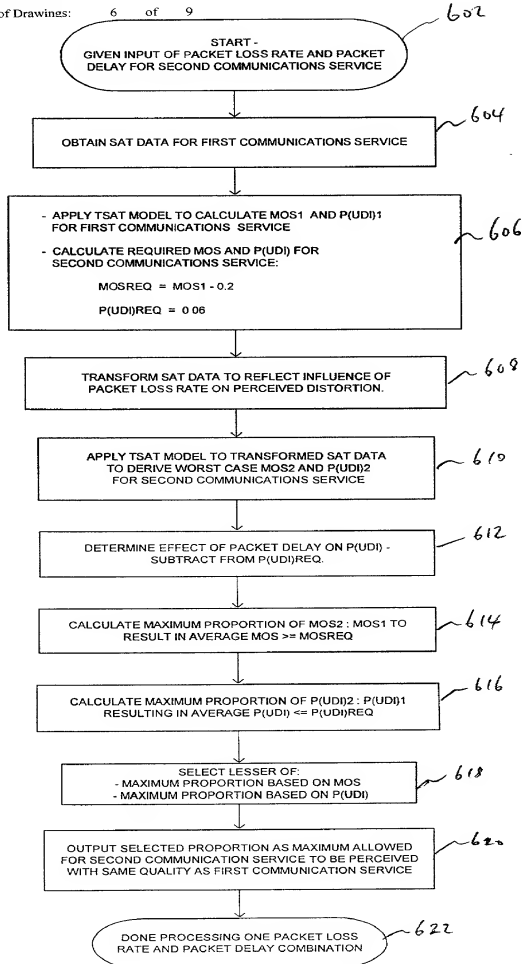 of Drawings: 6 of 9
602
START -
GIVEN INPUT OF PACKET LOSS RATE AND PACKET
DELAY FOR SECOND COMMUNICATIONS SERVICE
604
OBTAIN SAT DATA FOR FIRST COMMUNICATIONS SERVICE
606
- APPLY TSAT MODEL TO CALCULATE MOS1 AND P(UDI)1
FOR FIRST COMMUNICATIONS SERVICE
- CALCULATE REQUIRED MOS AND P(UDI) FOR
SECOND COMMUNICATIONS SERVICE:
MOSREQ = MOS1 - 0.2
P(UDI)REQ = 0 06
608
TRANSFORM SAT DATA TO REFLECT INFLUENCE OF
PACKET LOSS RATE ON PERCEIVED DISTORTION.
610
APPLY TSAT MODEL TO TRANSFORMED SAT DATA
TO DERIVE WORST CASE MOS2 AND P(UDI)2
FOR SECOND COMMUNICATIONS SERVICE
612
DETERMINE EFFECT OF PACKET DELAY ON P(UDI) -
SUBTRACT FROM P(UDI)REQ.
614
CALCULATE MAXIMUM PROPORTION OF MOS2 : MOS1 TO
RESULT IN AVERAGE MOS >= MOSREQ
616
CALCULATE MAXIMUM PROPORTION OF P(UDI)2 : P(UDI)1
RESULTING IN AVERAGE P(UDI) <= P(UDI)REQ
618
SELECT LESSER OF:
- MAXIMUM PROPORTION BASED ON MOS
- MAXIMUM PROPORTION BASED ON P(UDI)
620
OUTPUT SELECTED PROPORTION AS MAXIMUM ALLOWED
FOR SECOND COMMUNICATION SERVICE TO BE PERCEIVED
WITH SAME QUALITY AS FIRST COMMUNICATION SERVICE
622
DONE PROCESSING ONE PACKET LOSS
RATE AND PACKET DELAY COMBINATION